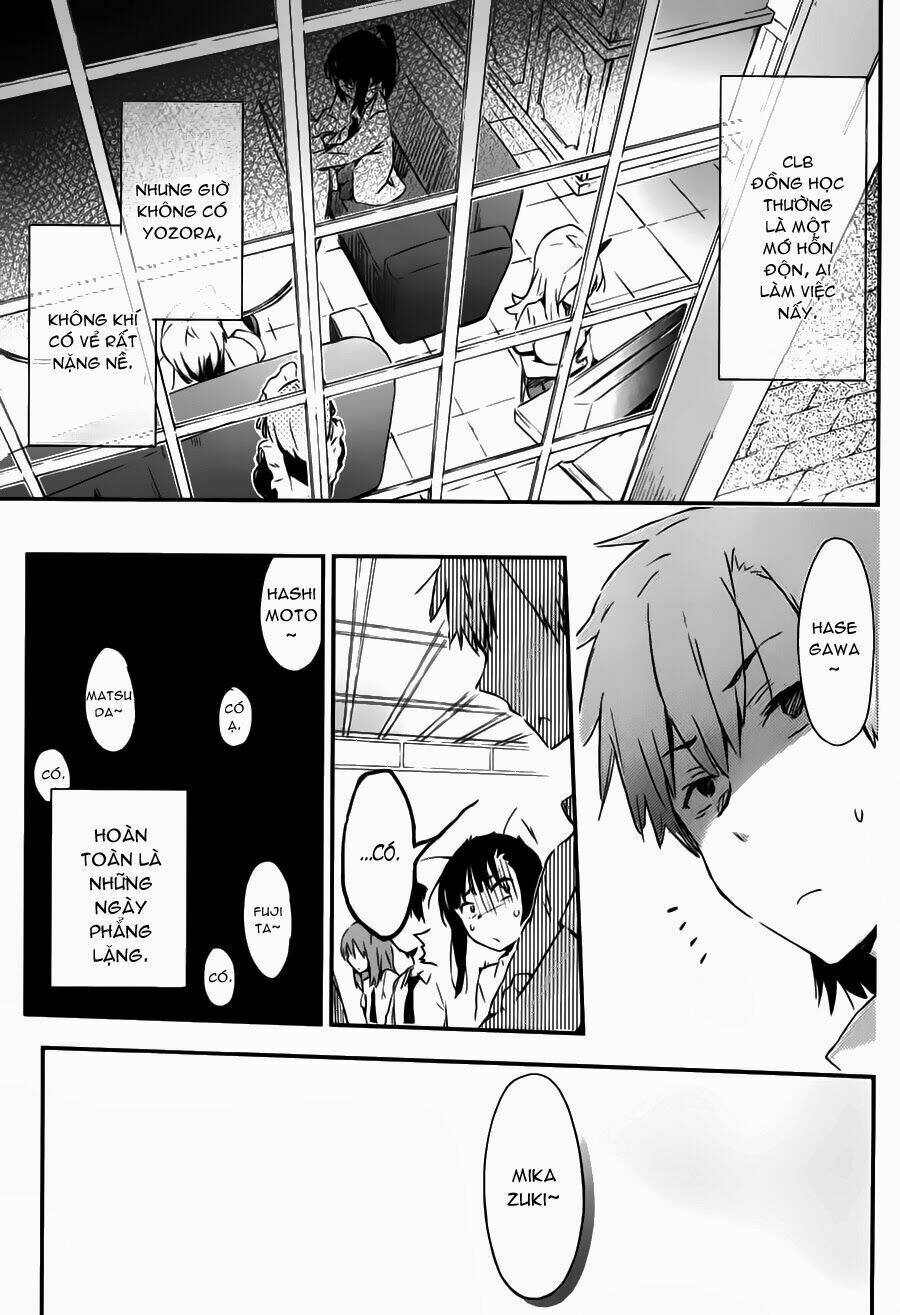 CLB
ĐỒNG HỌC
THƯỜNG
LÀ MỘT
MỚ HỖN
ĐỘN, AI
LÀM VIỆC
NẤY.
NHƯNG GIỜ
KHÔNG CÓ
YOZORA,
KHÔNG KHÍ
CÓ VẺ RẤT
NẶNG NỀ.
HASE
GAWA
~
...CÓ.
HASHI
MOTO
~
CÓ
Ạ.
MATSU
DA~
CÓ.
FUJI
TA~
CÓ.
HOÀN
TOÀN LÀ
NHỮNG
NGÀY
PHẲNG
LẶNG.
MIKA
ZUKI~